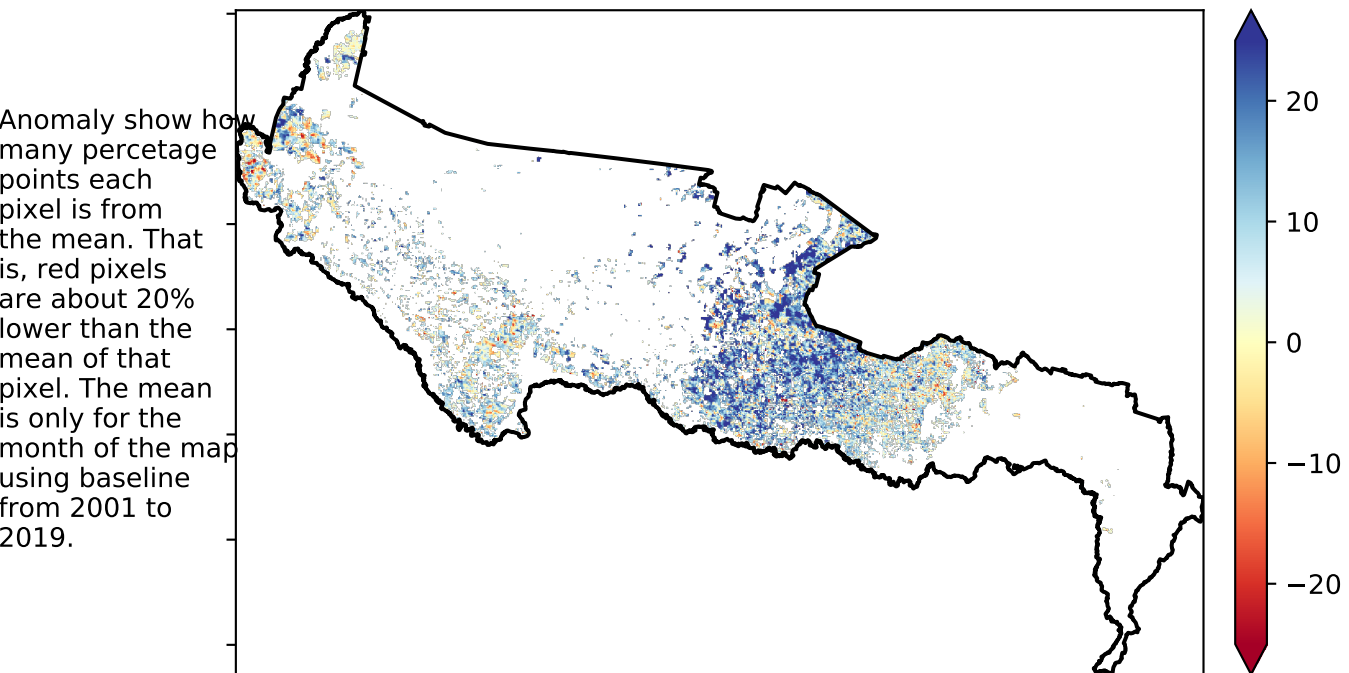 Anomaly show how
many percetage
points each
pixel is from
the mean. That
is, red pixels
are about 20%
lower than the
mean of that
pixel. The mean
is only for the
month of the map
using baseline
from 2001 to
2019.
20
10
0
−10
−20